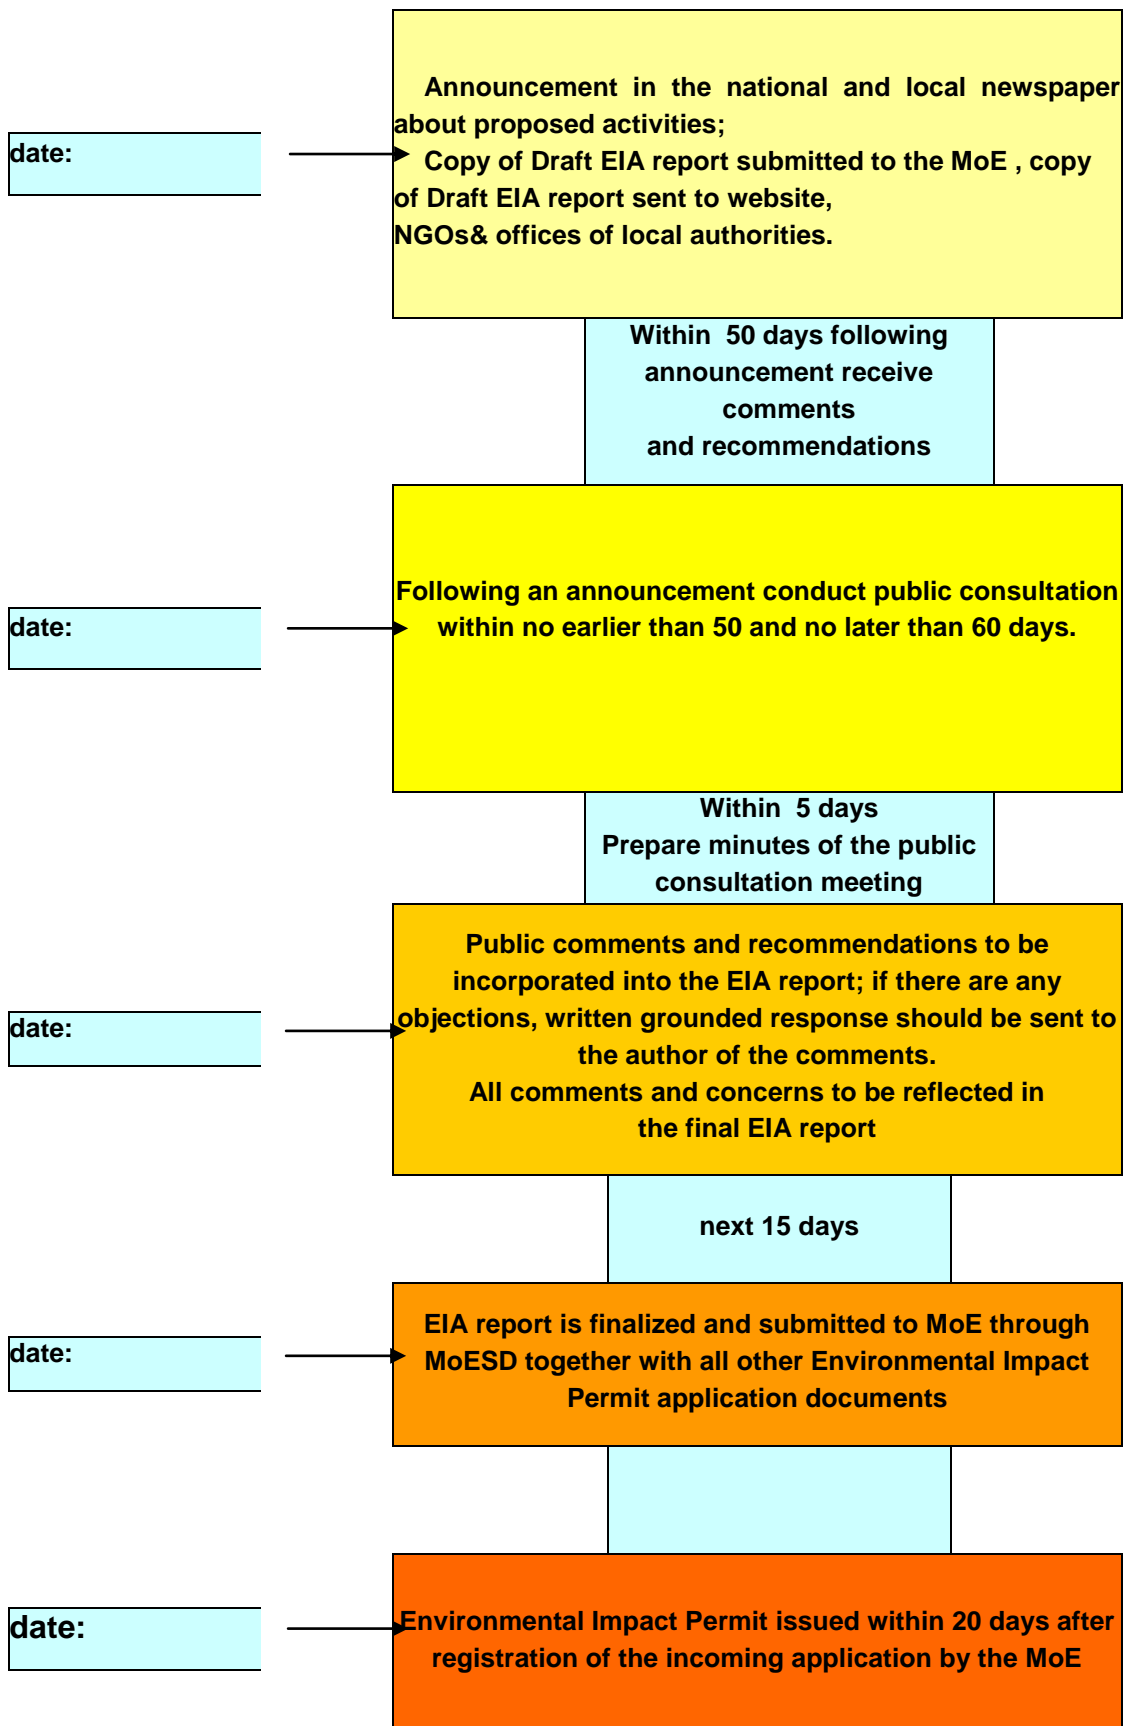 Announcement in the national and local newspaper
about proposed activities;
date:
Copy of Draft EIA report submitted to the MoE , copy
of Draft EIA report sent to website,
NGOs& offices of local authorities.
Within 50 days following
announcement receive
comments
and recommendations
Following an announcement conduct public consultation
date:
within no earlier than 50 and no later than 60 days.
Within 5 days
Prepare minutes of the public
consultation meeting
Public comments and recommendations to be
incorporated into the EIA report; if there are any
date:
objections, written grounded response should be sent to
the author of the comments.
All comments and concerns to be reflected in
the final EIA report
next 15 days
EIA report is finalized and submitted to MoE through
date:
MoESD together with all other Environmental Impact
Permit application documents
date:
Environmental Impact Permit issued within 20 days after
registration of the incoming application by the MoE